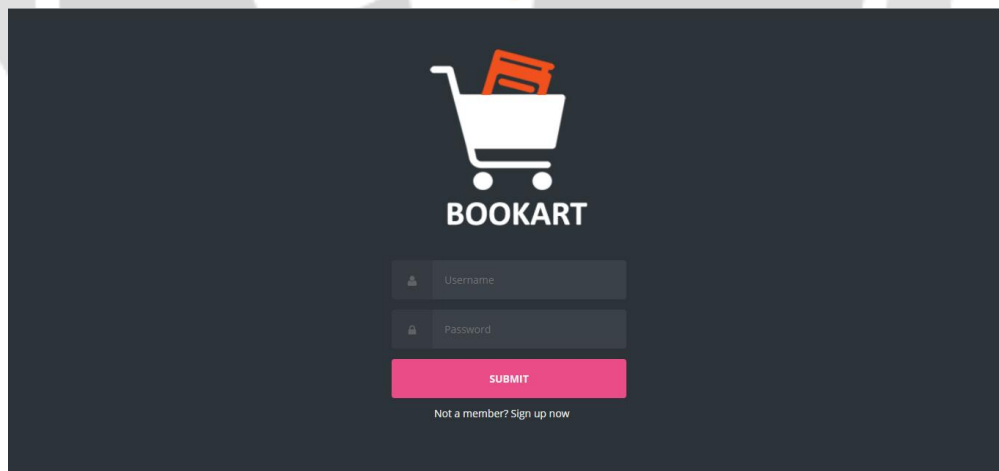 BOOKART
Username
Password
SUBMIT
Not a member? Sign up now